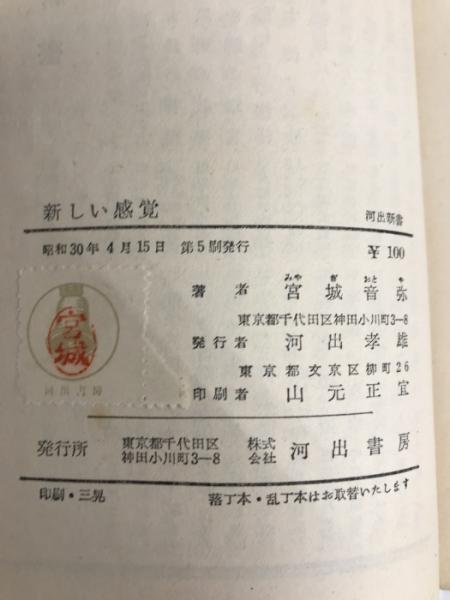 新しい感覚 河出新書
昭和30年4月15日 第5刷発行 ¥100
みや ぎ おと や
著者 宮城音弥
東京都千代田区神田小川町3-8
発行者 河出孝雄
東京都文京区柳町26
印刷者 山元正宜
宮城
河出書房
発行所 東京都千代田区神田小川町3-8 株式会社 河出書房
印刷・三晃 落丁本・乱丁本はお取替いたします